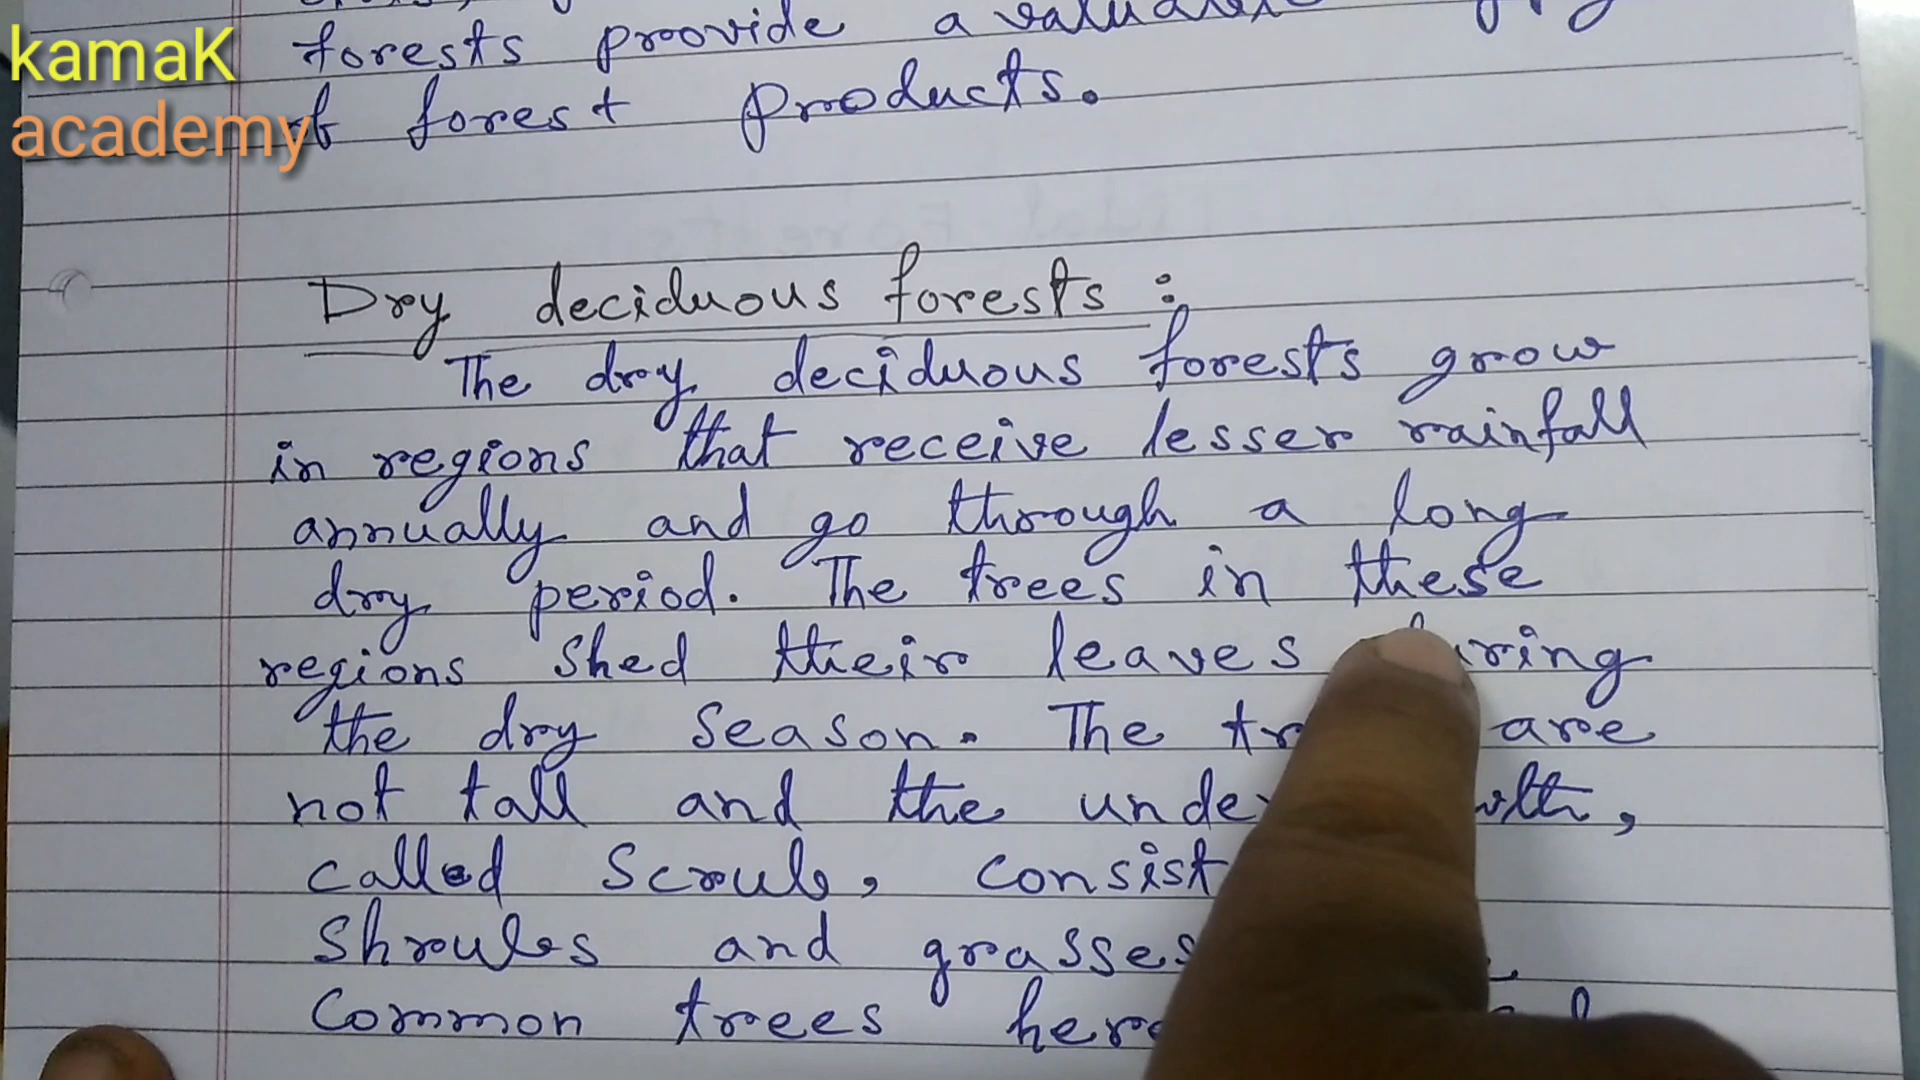 kamaK
academy
forests provide a
of forest products.
Dry deciduous forests :
The dry deciduous forests grow
in regions that receive lesser rainfall
annually and go through a long
dry period. The trees in these
regions shed their leaves during
the dry season. The are
not tall and the
called Scrub, consist
Shrubs and grasses
Common trees